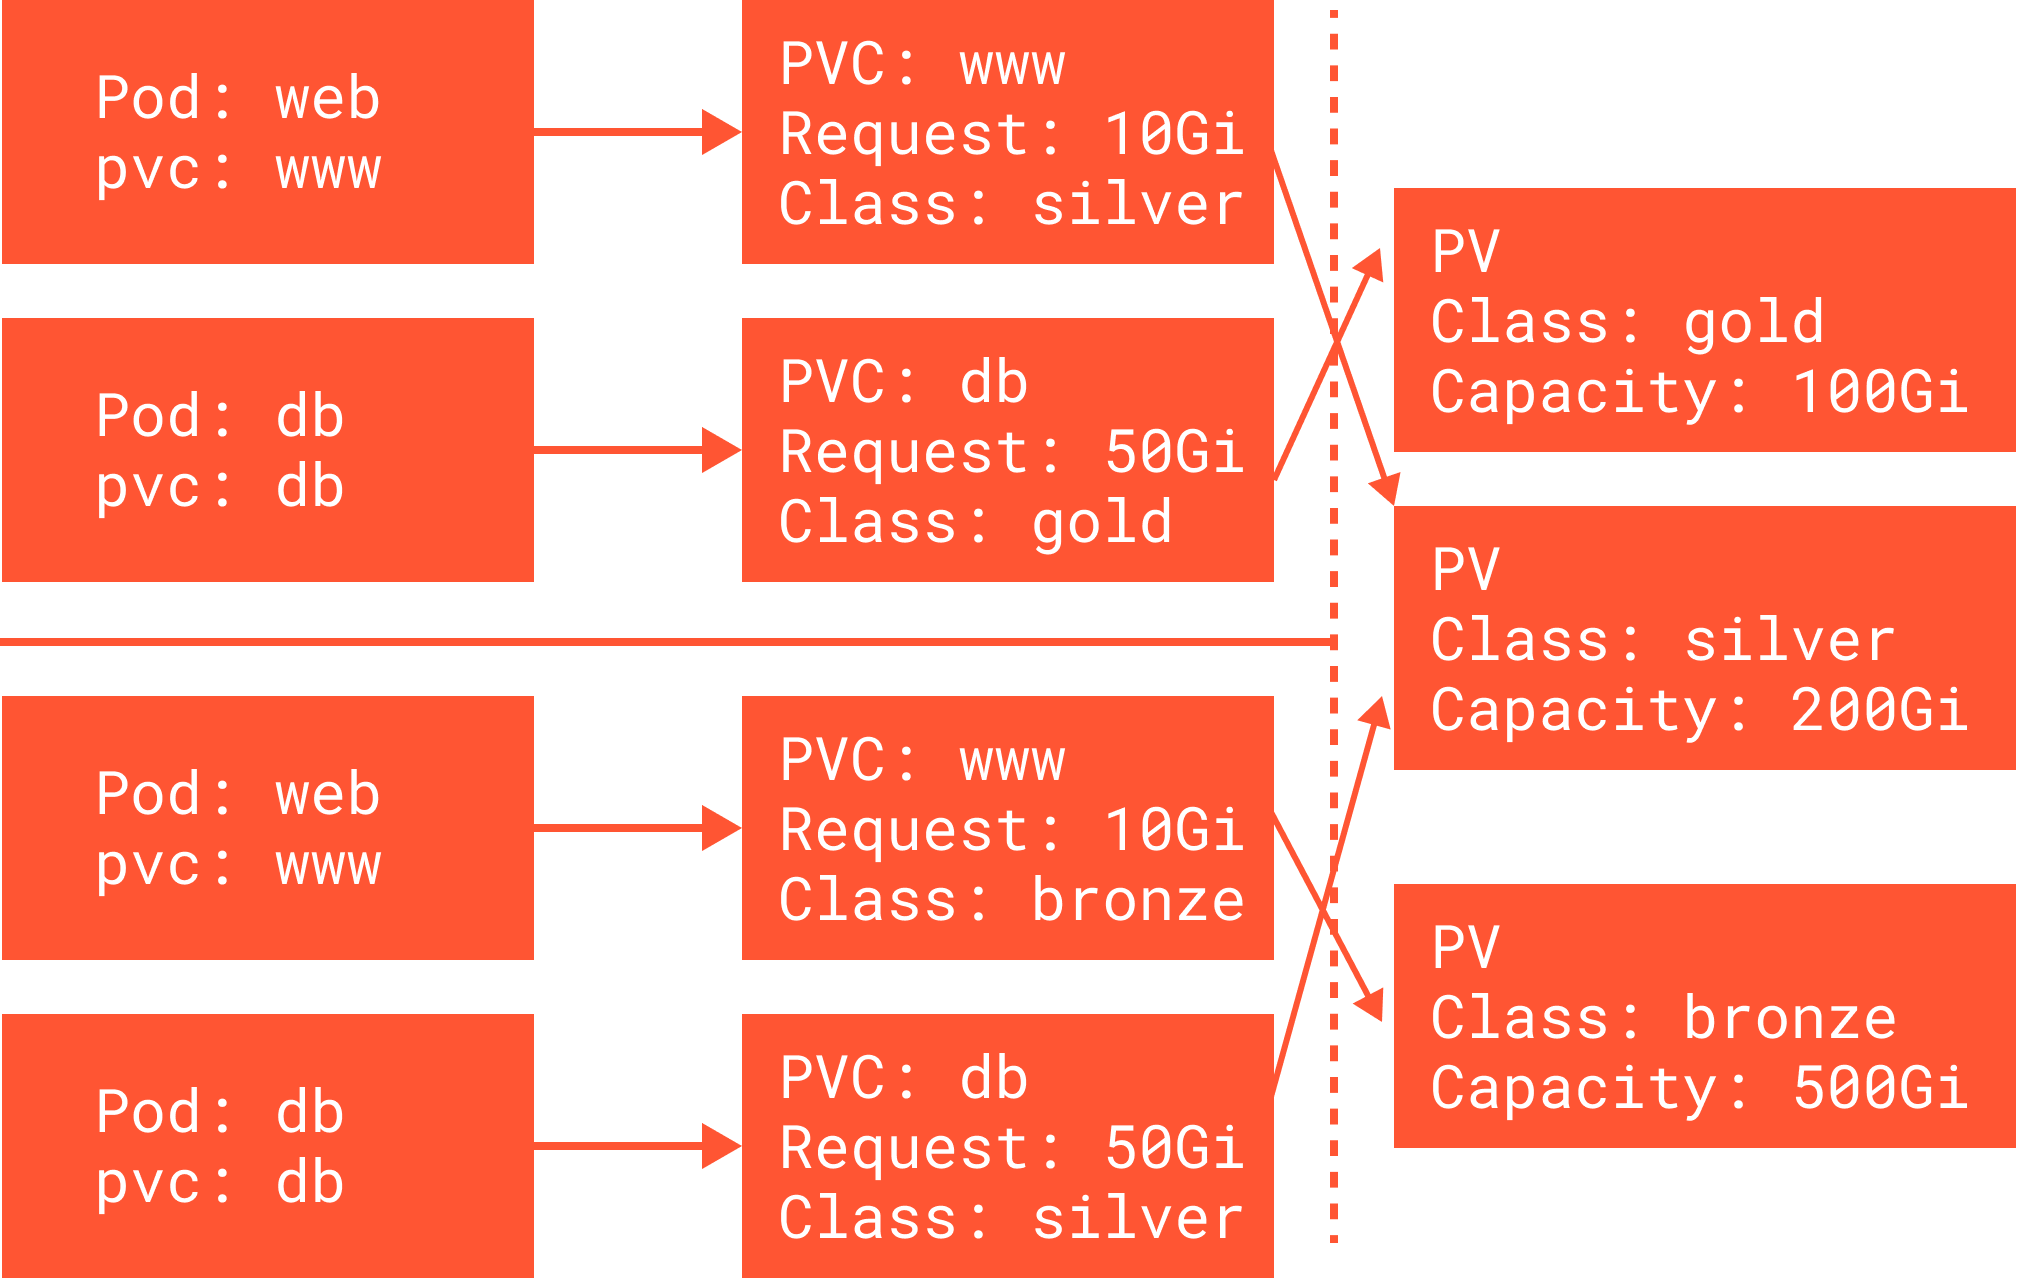 Pod: web
pvc: www
PVC: www
Request: 10Gi
Class: silver
Pod: db
pvc: db
PVC: db
Request: 50Gi
Class: gold
PV
Class: gold
Capacity: 100Gi
PV
Class: silver
Capacity: 200Gi
Pod: web
pvc: www
PVC: www
Request: 10Gi
Class: bronze
Pod: db
pvc: db
PVC: db
Request: 50Gi
Class: silver
PV
Class: bronze
Capacity: 500Gi